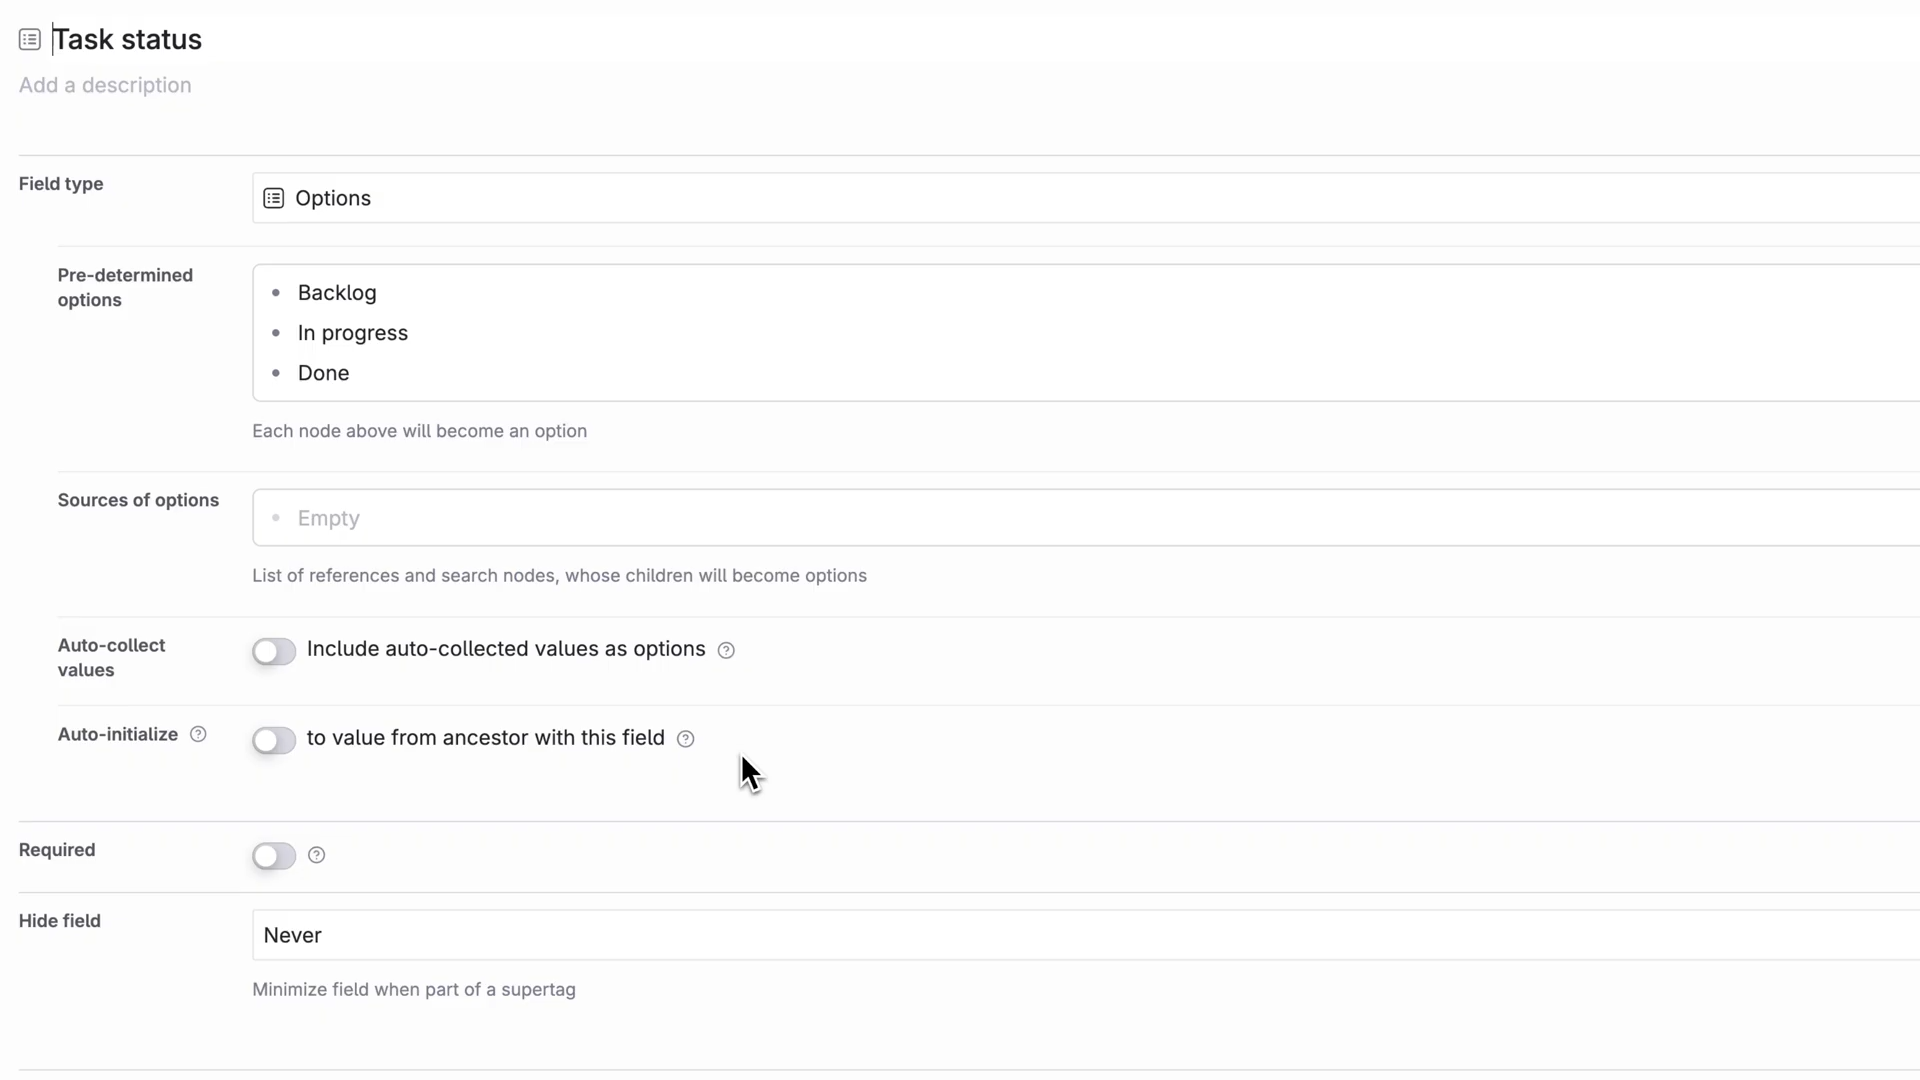 Task status
Add a description
Field type
Options
Pre-determined
options
Backlog
In progress
Done
Each node above will become an option
Sources of options
Empty
List of references and search nodes, whose children will become options
Auto-collect
values
Include auto-collected values as options
Auto-initialize
to value from ancestor with this field
Required
Hide field
Never
Minimize field when part of a supertag